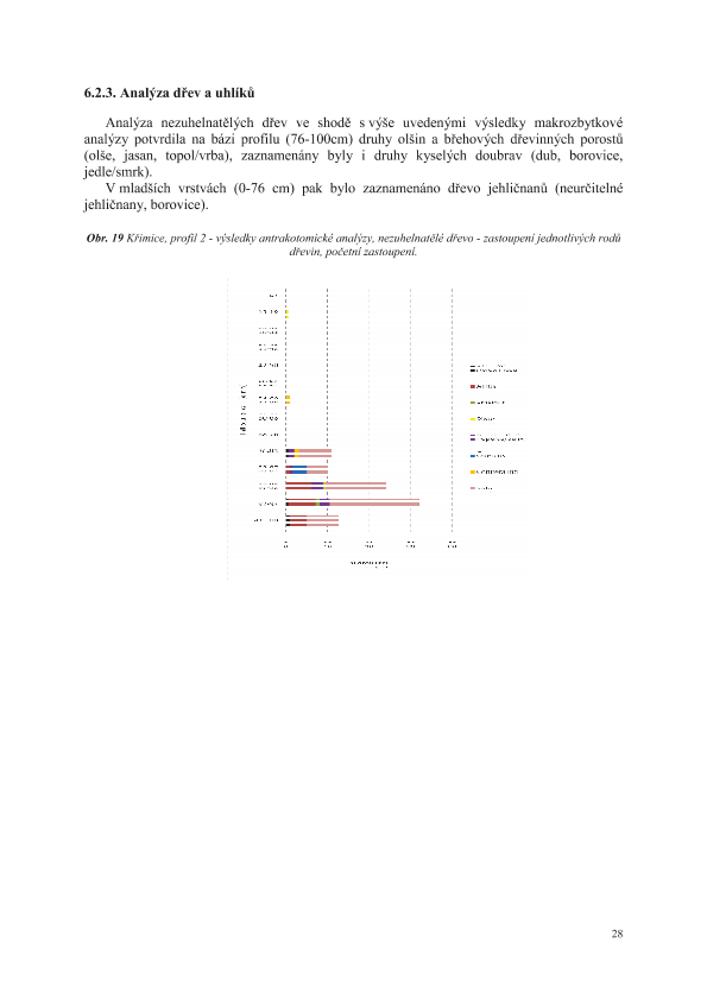 6.2.3. Analýza dřev a uhlíků
Analýza nezuhelnatělých dřev ve shodě s výše uvedenými výsledky makrozbytkové
analýzy potvrdila na bázi profilu (76-100cm) druhy olšin a břehových dřevinných porostů
(olše, jasan, topol/vrba), zaznamenány byly i druhy kyselých doubrav (dub, borovice,
jedle/smrk).
V mladších vrstvách (0-76 cm) pak bylo zaznamenáno dřevo jehličnanů (neurčitelné
jehličnany, borovice).
Obr. 19 Křimice, profil 2 - výsledky antrakotomické analýzy, nezuhelnatělé dřevo - zastoupení jednotlivých rodů
dřevin, početní zastoupení.
28